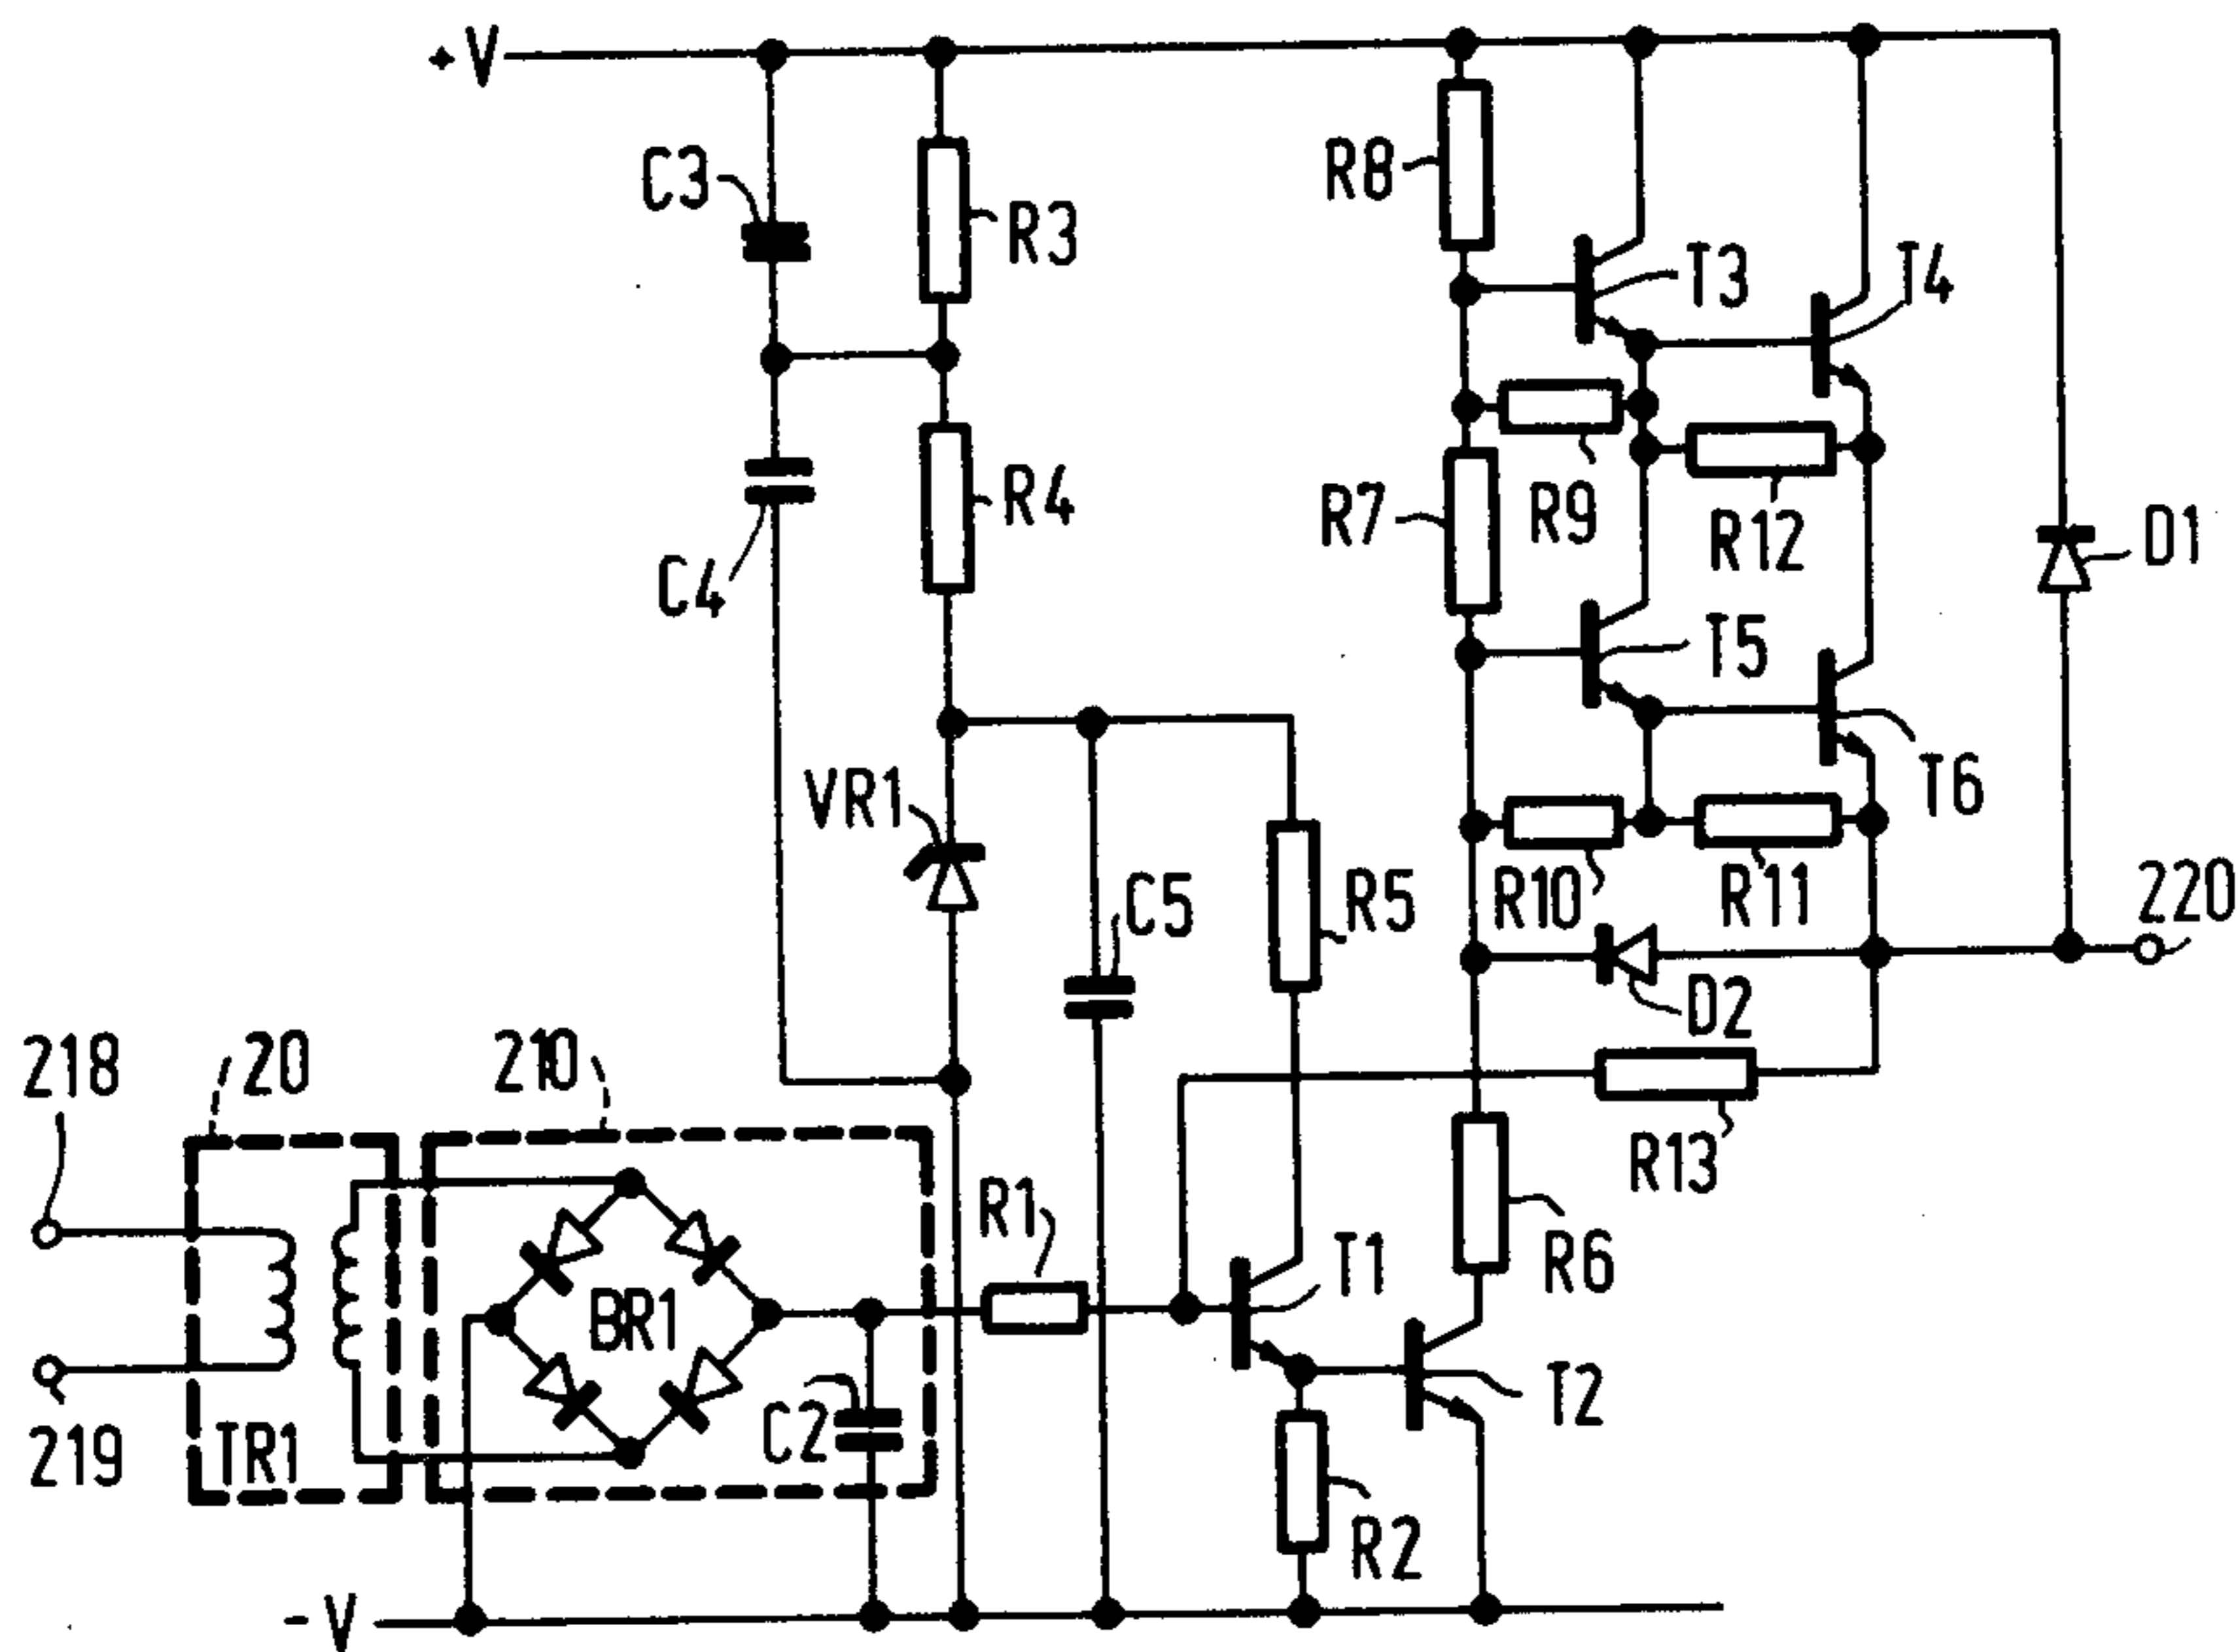 +V
C3
R3
R8
T3
T4
C4
R4
R7
R9
R12
D1
T5
T6
VR1
C5
R5
R10
R11
220
D2
218
20
210
R13
R1
T1
R6
BR1
C2
T2
219
TR1
R2
-V